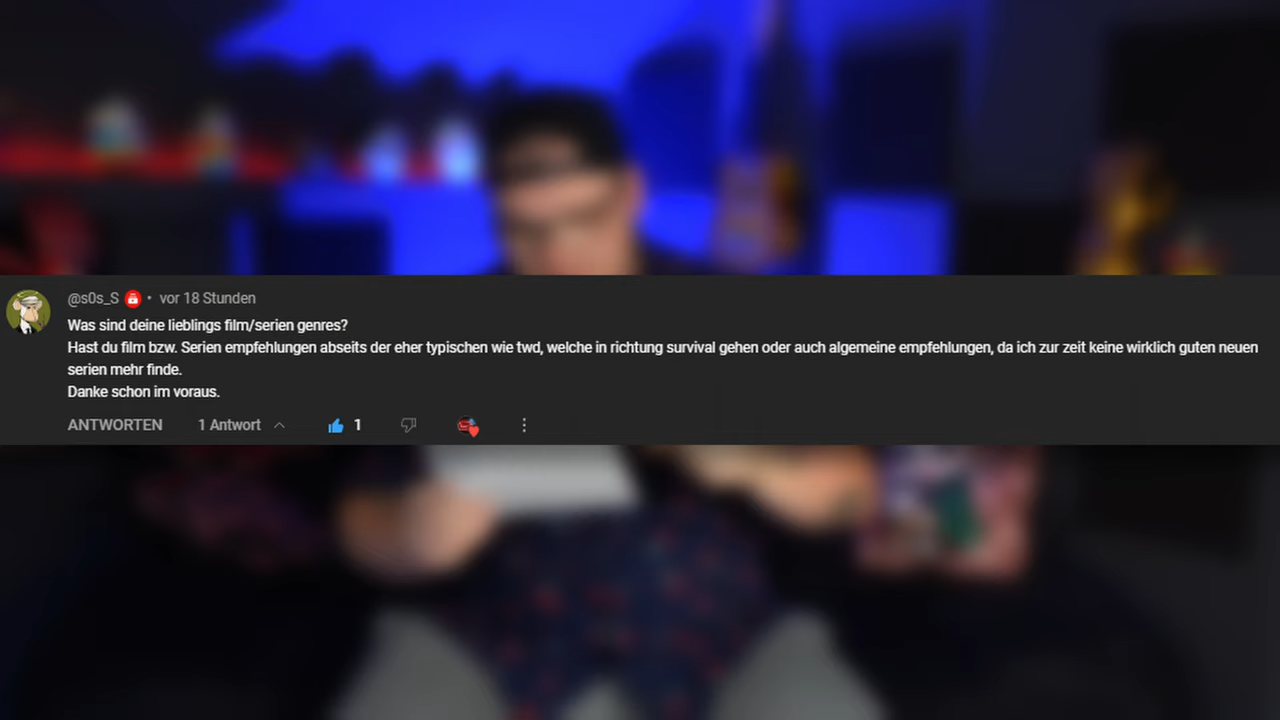 @s0s_S • vor 18 Stunden
Was sind deine lieblings film/serien genres?
Hast du film bzw. Serien empfehlungen abseits der eher typischen wie twd, welche in richtung survival gehen oder auch algemeine empfehlungen, da ich zur zeit keine wirklich guten neuen
serien mehr finde.
Danke schon im voraus.
ANTWORTEN 1 Antwort 1